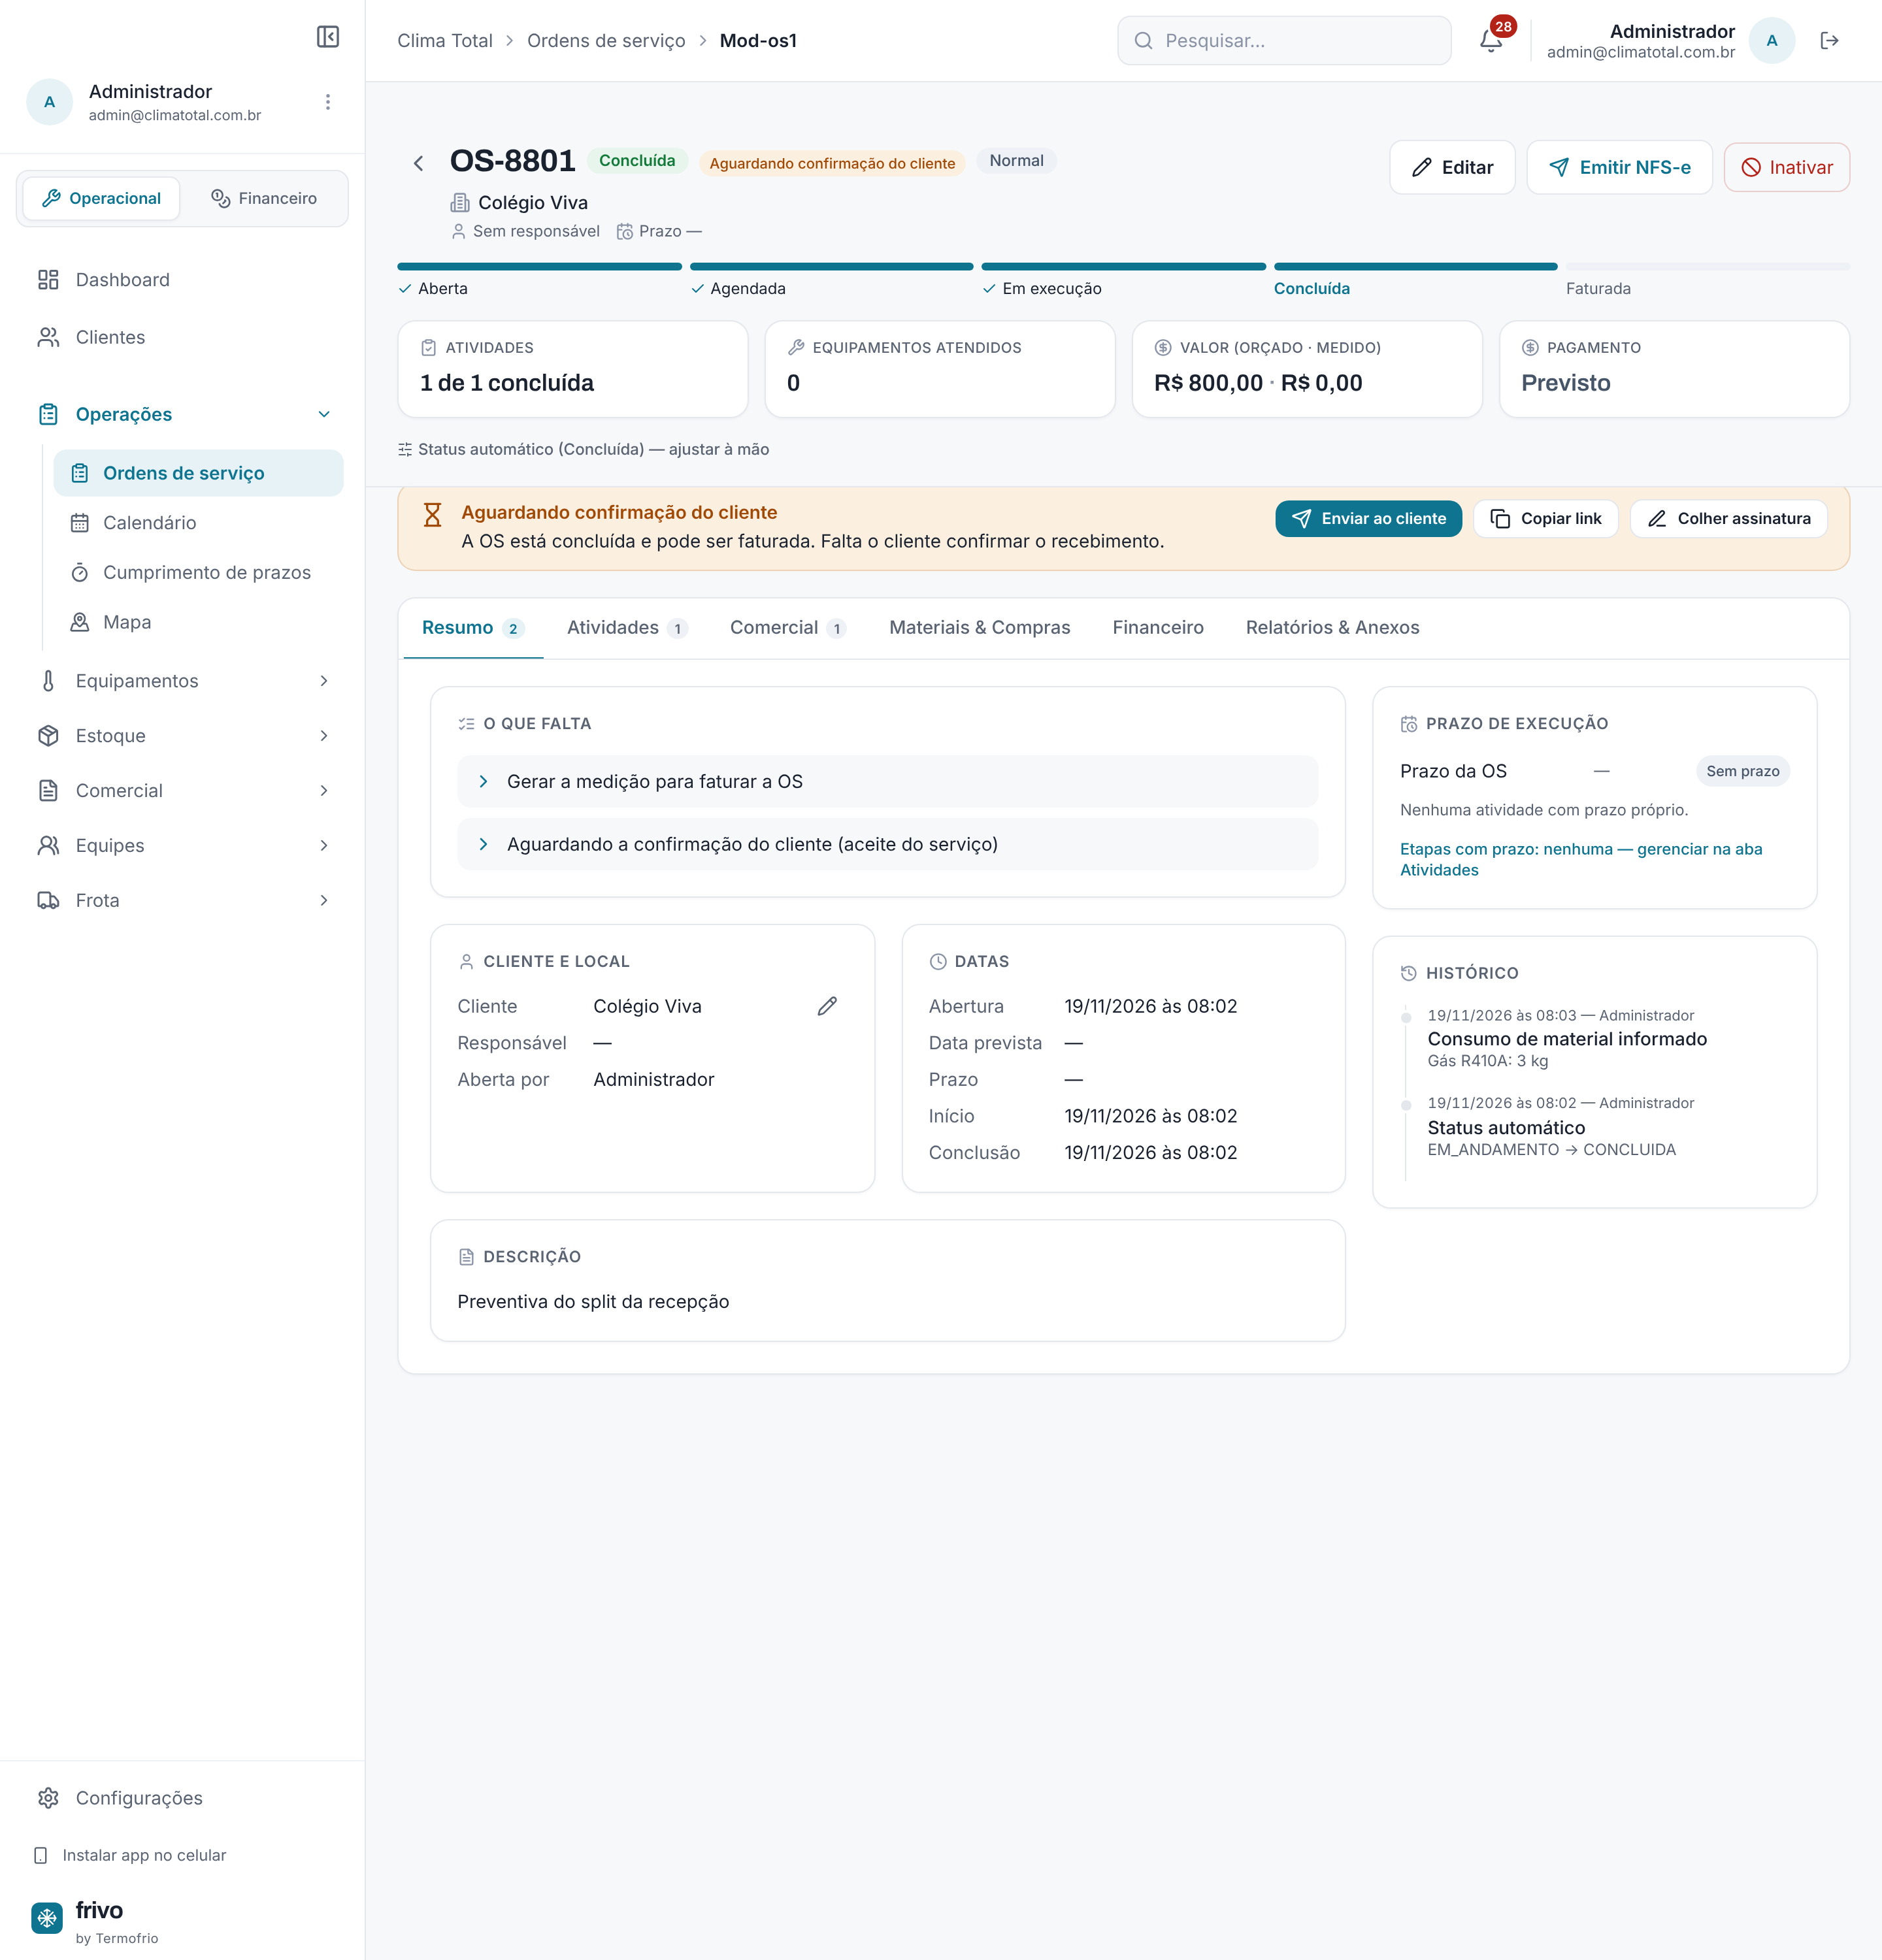 Administrador
admin@climatotal.com.br
Operacional
Financeiro
Dashboard
Clientes
Operações
Ordens de serviço
Calendário
Cumprimento de prazos
Mapa
Equipamentos
Estoque
Comercial
Equipes
Frota
Configurações
Instalar app no celular
frivo
by Termofrio
Clima Total > Ordens de serviço > Mod-os1
Pesquisar...
28
Administrador
admin@climatotal.com.br
A
A
OS-8801 Concluída Aguardando confirmação do cliente Normal
Colégio Viva
Sem responsável Prazo —
Editar
Emitir NFS-e
Inativar
Aberta
Agendada
Em execução
Concluída
Faturada
ATIVIDADES
1 de 1 concluída
EQUIPAMENTOS ATENDIDOS
0
VALOR (ORÇADO · MEDIDO)
R$ 800,00 · R$ 0,00
PAGAMENTO
Previsto
Status automático (Concluída) — ajustar à mão
Aguardando confirmação do cliente
A OS está concluída e pode ser faturada. Falta o cliente confirmar o recebimento.
Enviar ao cliente
Copiar link
Colher assinatura
Resumo 2
Atividades 1
Comercial 1
Materiais & Compras
Financeiro
Relatórios & Anexos
O QUE FALTA
Gerar a medição para faturar a OS
Aguardando a confirmação do cliente (aceite do serviço)
CLIENTE E LOCAL
Cliente Colégio Viva
Responsável —
Aberta por Administrador
DATAS
Abertura 19/11/2026 às 08:02
Data prevista —
Prazo —
Início 19/11/2026 às 08:02
Conclusão 19/11/2026 às 08:02
DESCRIÇÃO
Preventiva do split da recepção
PRAZO DE EXECUÇÃO
Prazo da OS — Sem prazo
Nenhuma atividade com prazo próprio.
Etapas com prazo: nenhuma — gerenciar na aba
Atividades
HISTÓRICO
19/11/2026 às 08:03 — Administrador
Consumo de material informado
Gás R410A: 3 kg
19/11/2026 às 08:02 — Administrador
Status automático
EM_ANDAMENTO → CONCLUIDA